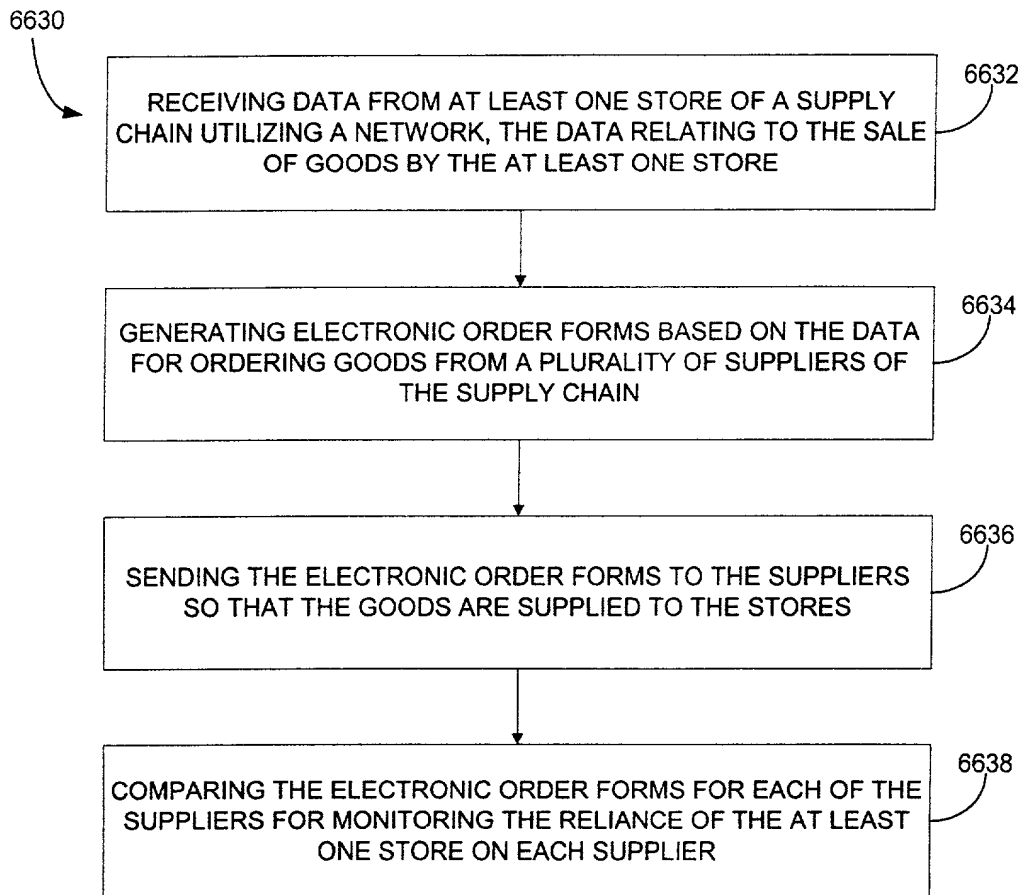 6630
6632
RECEIVING DATA FROM AT LEAST ONE STORE OF A SUPPLY
CHAIN UTILIZING A NETWORK, THE DATA RELATING TO THE SALE
OF GOODS BY THE AT LEAST ONE STORE
6634
GENERATING ELECTRONIC ORDER FORMS BASED ON THE DATA
FOR ORDERING GOODS FROM A PLURALITY OF SUPPLIERS OF
THE SUPPLY CHAIN
6636
SENDING THE ELECTRONIC ORDER FORMS TO THE SUPPLIERS
SO THAT THE GOODS ARE SUPPLIED TO THE STORES
6638
COMPARING THE ELECTRONIC ORDER FORMS FOR EACH OF THE
SUPPLIERS FOR MONITORING THE RELIANCE OF THE AT LEAST
ONE STORE ON EACH SUPPLIER